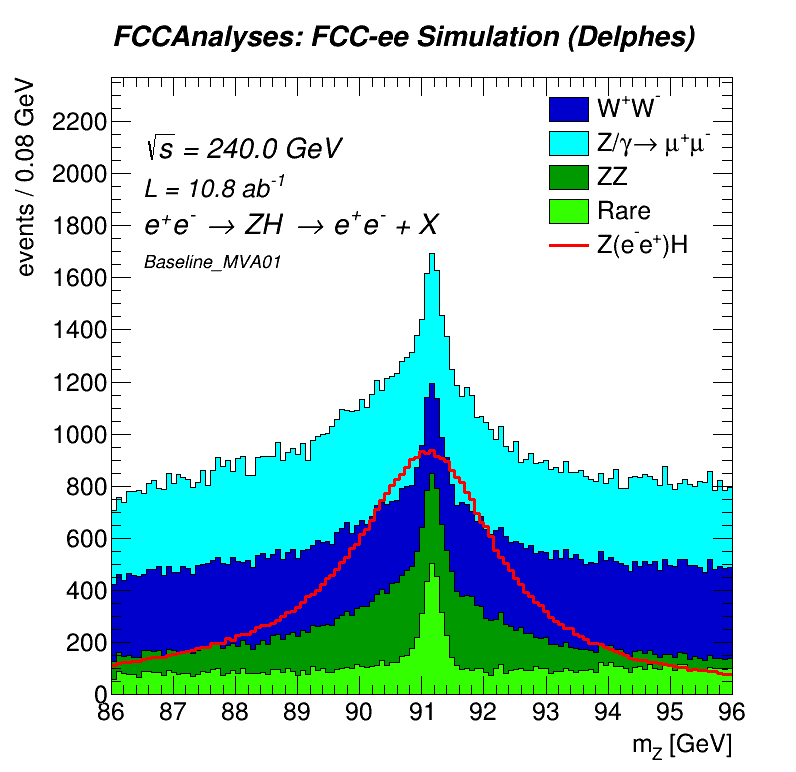 FCCAnalyses: FCC-ee Simulation (Delphes)
events / 0.08 GeV
2200
2000
1800
1600
1400
1200
1000
800
600
400
200
0
√s = 240.0 GeV
L = 10.8 ab⁻¹
e⁺e⁻ → ZH → e⁺e⁻ + X
Baseline_MVA01
W⁺W⁻
Z/γ→ μ⁺μ⁻
ZZ
Rare
Z(e⁻e⁺)H
86 87 88 89 90 91 92 93 94 95 96
m_Z [GeV]